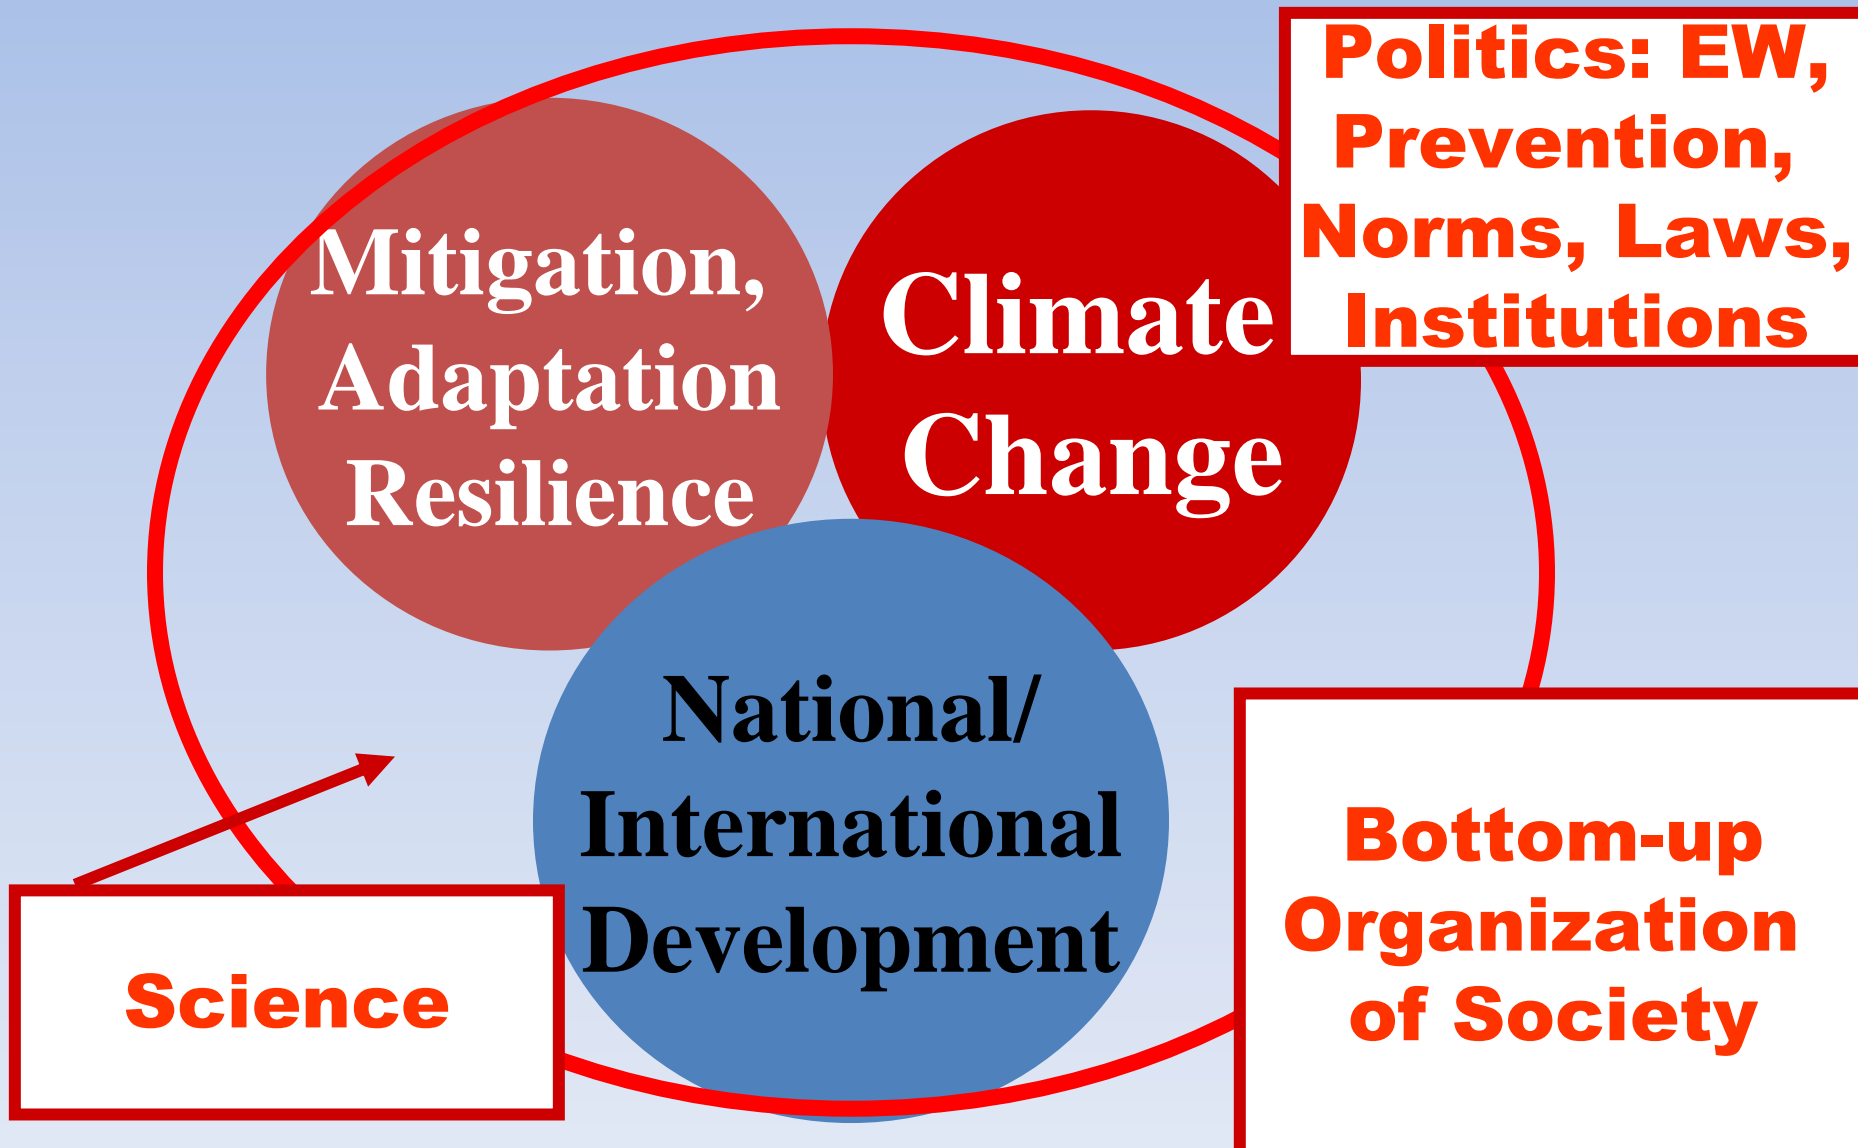 Politics: EW,
Prevention,
Norms, Laws,
Institutions
Mitigation,
Adaptation
Resilience
Climate
Change
National/
International
Development
Science
Bottom-up
Organization
of Society